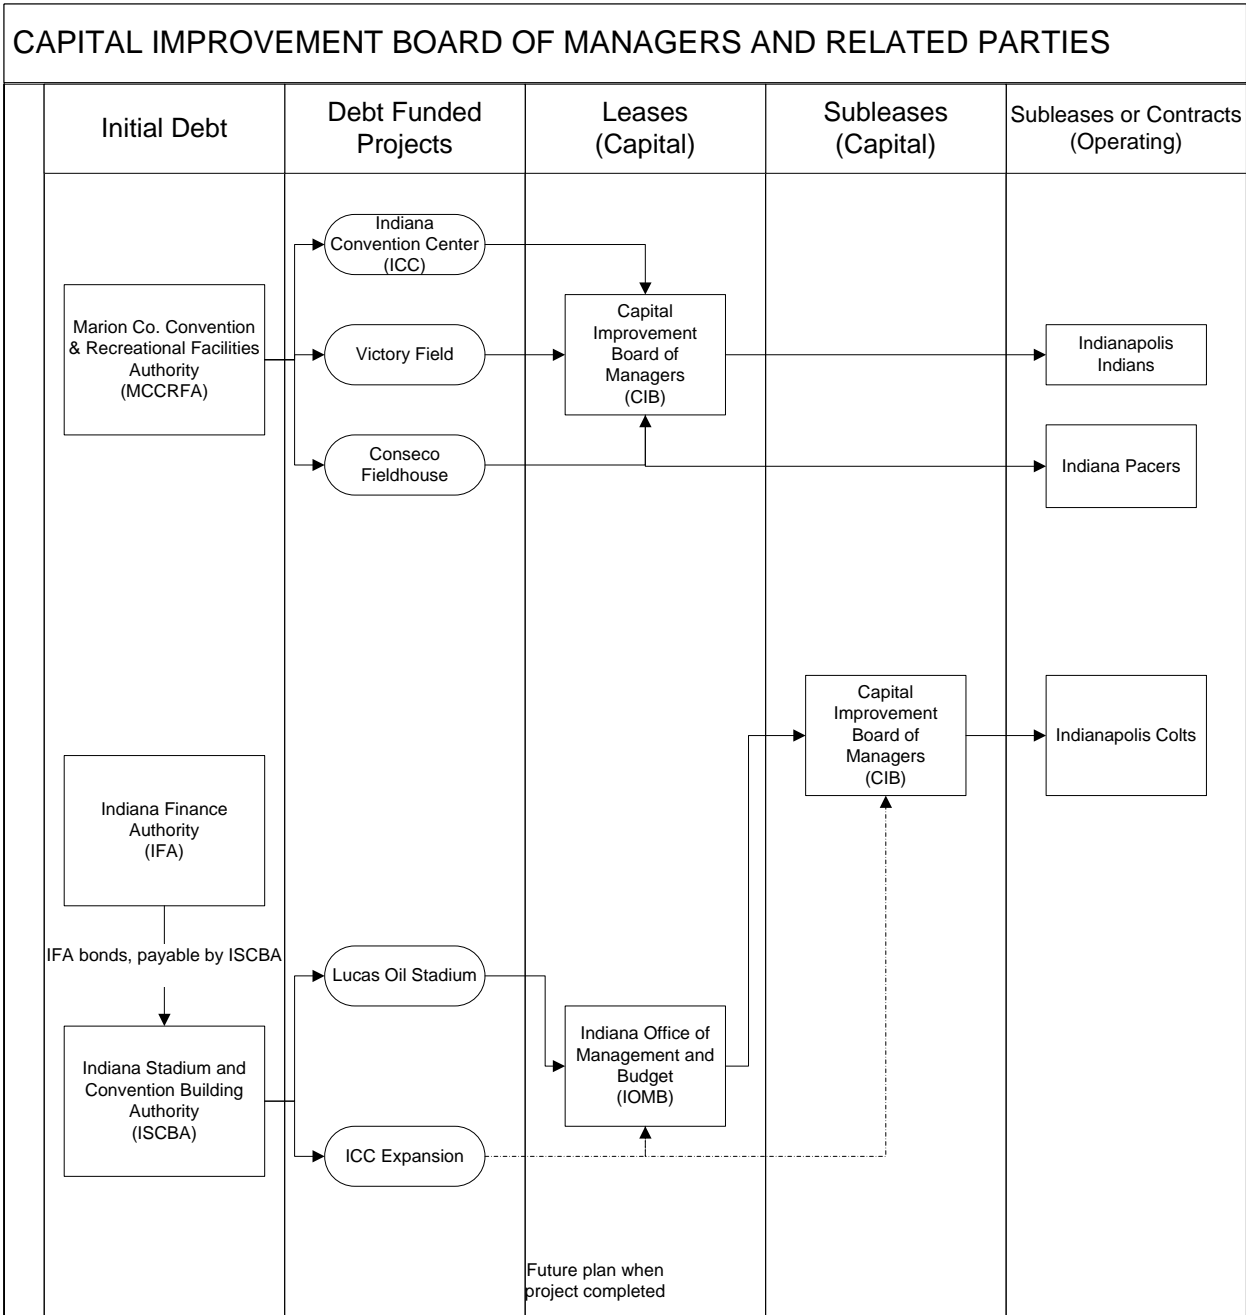 CAPITAL IMPROVEMENT BOARD OF MANAGERS AND RELATED PARTIES
Initial Debt
Debt Funded
Projects
Leases
(Capital)
Subleases
(Capital)
Subleases or Contracts
(Operating)
Indiana
Convention Center
(ICC)
Marion Co. Convention
& Recreational Facilities
Authority
(MCCRFA)
Victory Field
Capital
Improvement
Board of
Managers
(CIB)
Indianapolis
Indians
Conseco
Fieldhouse
Indiana Pacers
Capital
Improvement
Board of
Managers
(CIB)
Indianapolis Colts
Indiana Finance
Authority
(IFA)
IFA bonds, payable by ISCBA
Lucas Oil Stadium
Indiana Stadium and
Convention Building
Authority
(ISCBA)
Indiana Office of
Management and
Budget
(IOMB)
ICC Expansion
Future plan when
project completed